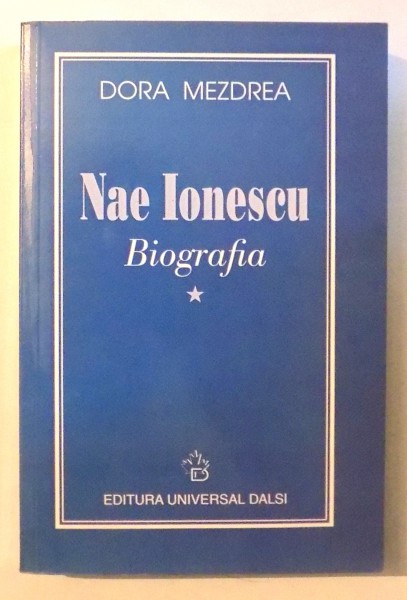 DORA MEZDREA
Nae Ionescu
Biografia
★
EDITURA UNIVERSAL DALSI